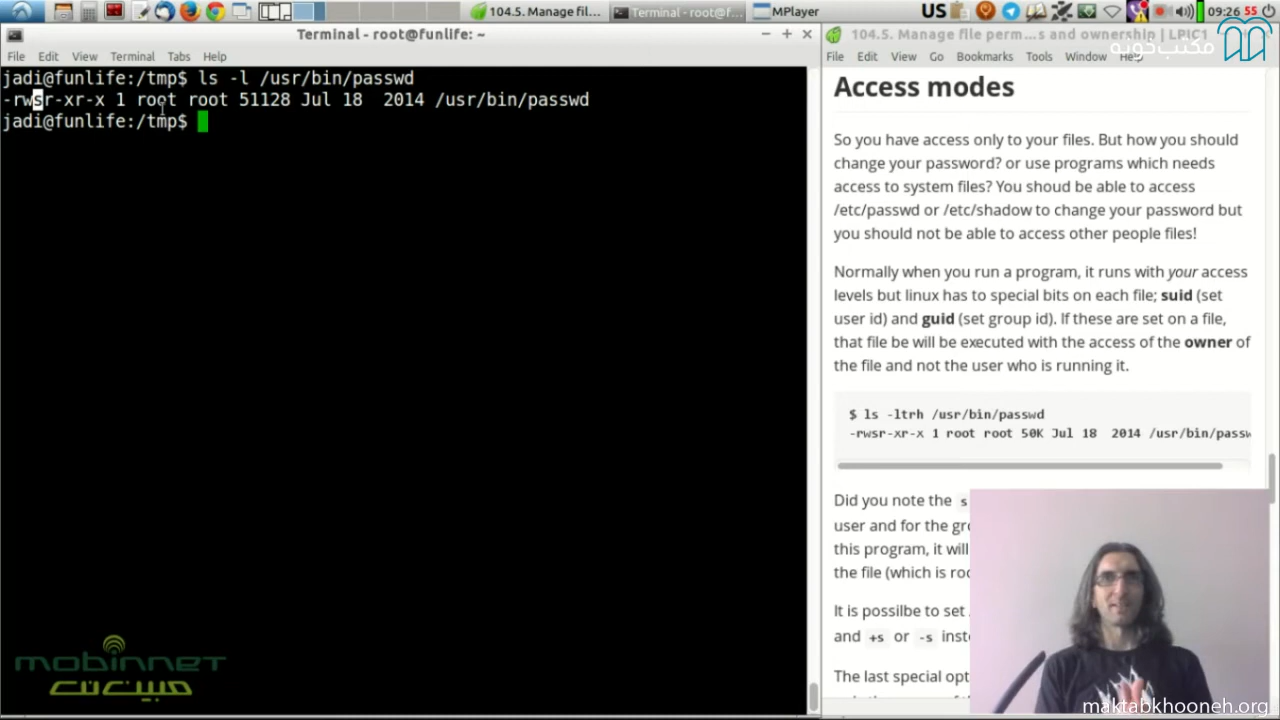 104.5. Manage fil...
Terminal - root@f...
MPlayer
US
09:26 55
Terminal - root@funlife: ~
File Edit View Terminal Tabs Help
jadi@funlife:/tmp$ ls -l /usr/bin/passwd
-rwsr-xr-x 1 root root 51128 Jul 18  2014 /usr/bin/passwd
jadi@funlife:/tmp$
104.5. Manage file perm...s and ownership | LPIC1
مکتب‌خونه
File Edit View Go Bookmarks Tools Window Help
Access modes
So you have access only to your files. But how you should
change your password? or use programs which needs
access to system files? You shoud be able to access
/etc/passwd or /etc/shadow to change your password but
you should not be able to access other people files!
Normally when you run a program, it runs with your access
levels but linux has to special bits on each file; suid (set
user id) and guid (set group id). If these are set on a file,
that file be will be executed with the access of the owner of
the file and not the user who is running it.
$ ls -ltrh /usr/bin/passwd
-rwsr-xr-x 1 root root 50K Jul 18  2014 /usr/bin/passw
Did you note the s
user and for the gr
this program, it will
the file (which is roo
It is possilbe to set
and +s or -s inste
The last special opt
mobinnet
مبین نت
maktabkhooneh.org